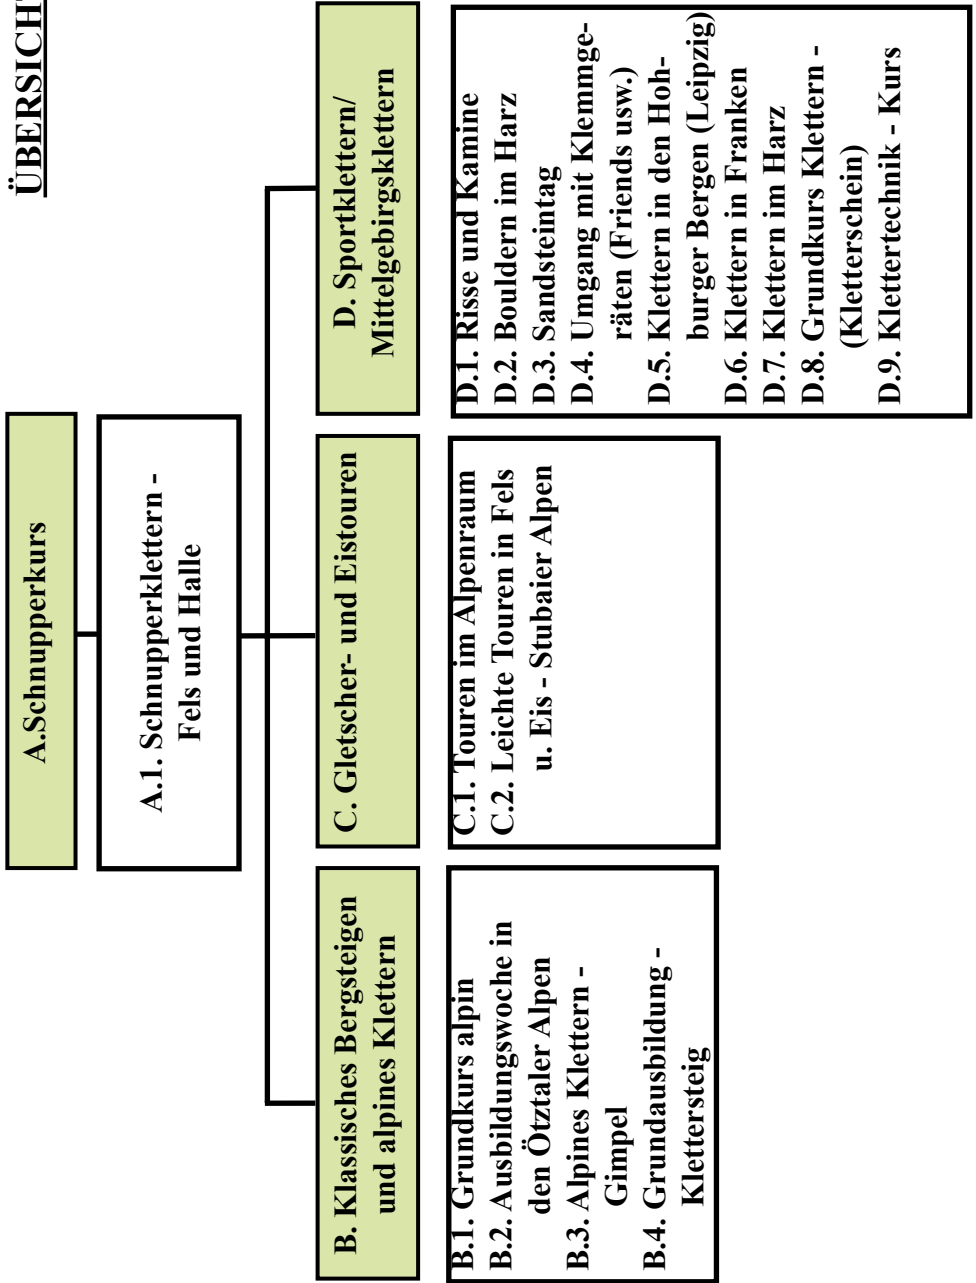 ÜBERSICHT
A.Schnupperkurs
A.1. Schnupperklettern -
Fels und Halle
B. Klassisches Bergsteigen
und alpines Klettern
C. Gletscher- und Eistouren
D. Sportklettern/
Mittelgebirgsklettern
B.1. Grundkurs alpin
B.2. Ausbildungswoche in
den Ötztaler Alpen
B.3. Alpines Klettern -
Gimpel
B.4. Grundausbildung -
Klettersteig
C.1. Touren im Alpenraum
C.2. Leichte Touren in Fels
u. Eis - Stubaier Alpen
D.1. Risse und Kamine
D.2. Bouldern im Harz
D.3. Sandsteintag
D.4. Umgang mit Klemmge-
räten (Friends usw.)
D.5. Klettern in den Hoh-
burger Bergen (Leipzig)
D.6. Klettern in Franken
D.7. Klettern im Harz
D.8. Grundkurs Klettern -
(Kletterschein)
D.9. Klettertechnik - Kurs